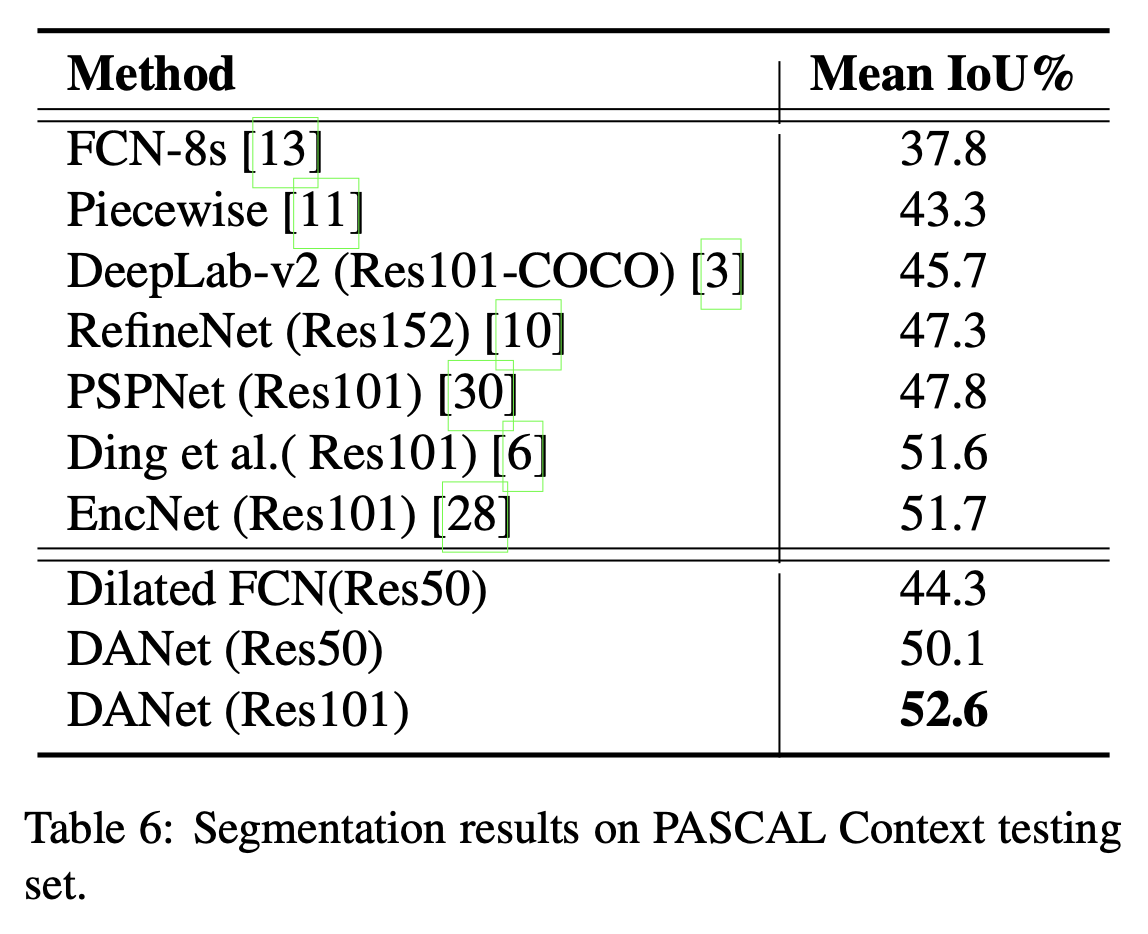 Method Mean IoU%
FCN-8s [13] 37.8
Piecewise [11] 43.3
DeepLab-v2 (Res101-COCO) [3] 45.7
RefineNet (Res152) [10] 47.3
PSPNet (Res101) [30] 47.8
Ding et al.( Res101) [6] 51.6
EncNet (Res101) [28] 51.7
Dilated FCN(Res50) 44.3
DANet (Res50) 50.1
DANet (Res101) 52.6
Table 6: Segmentation results on PASCAL Context testing
set.